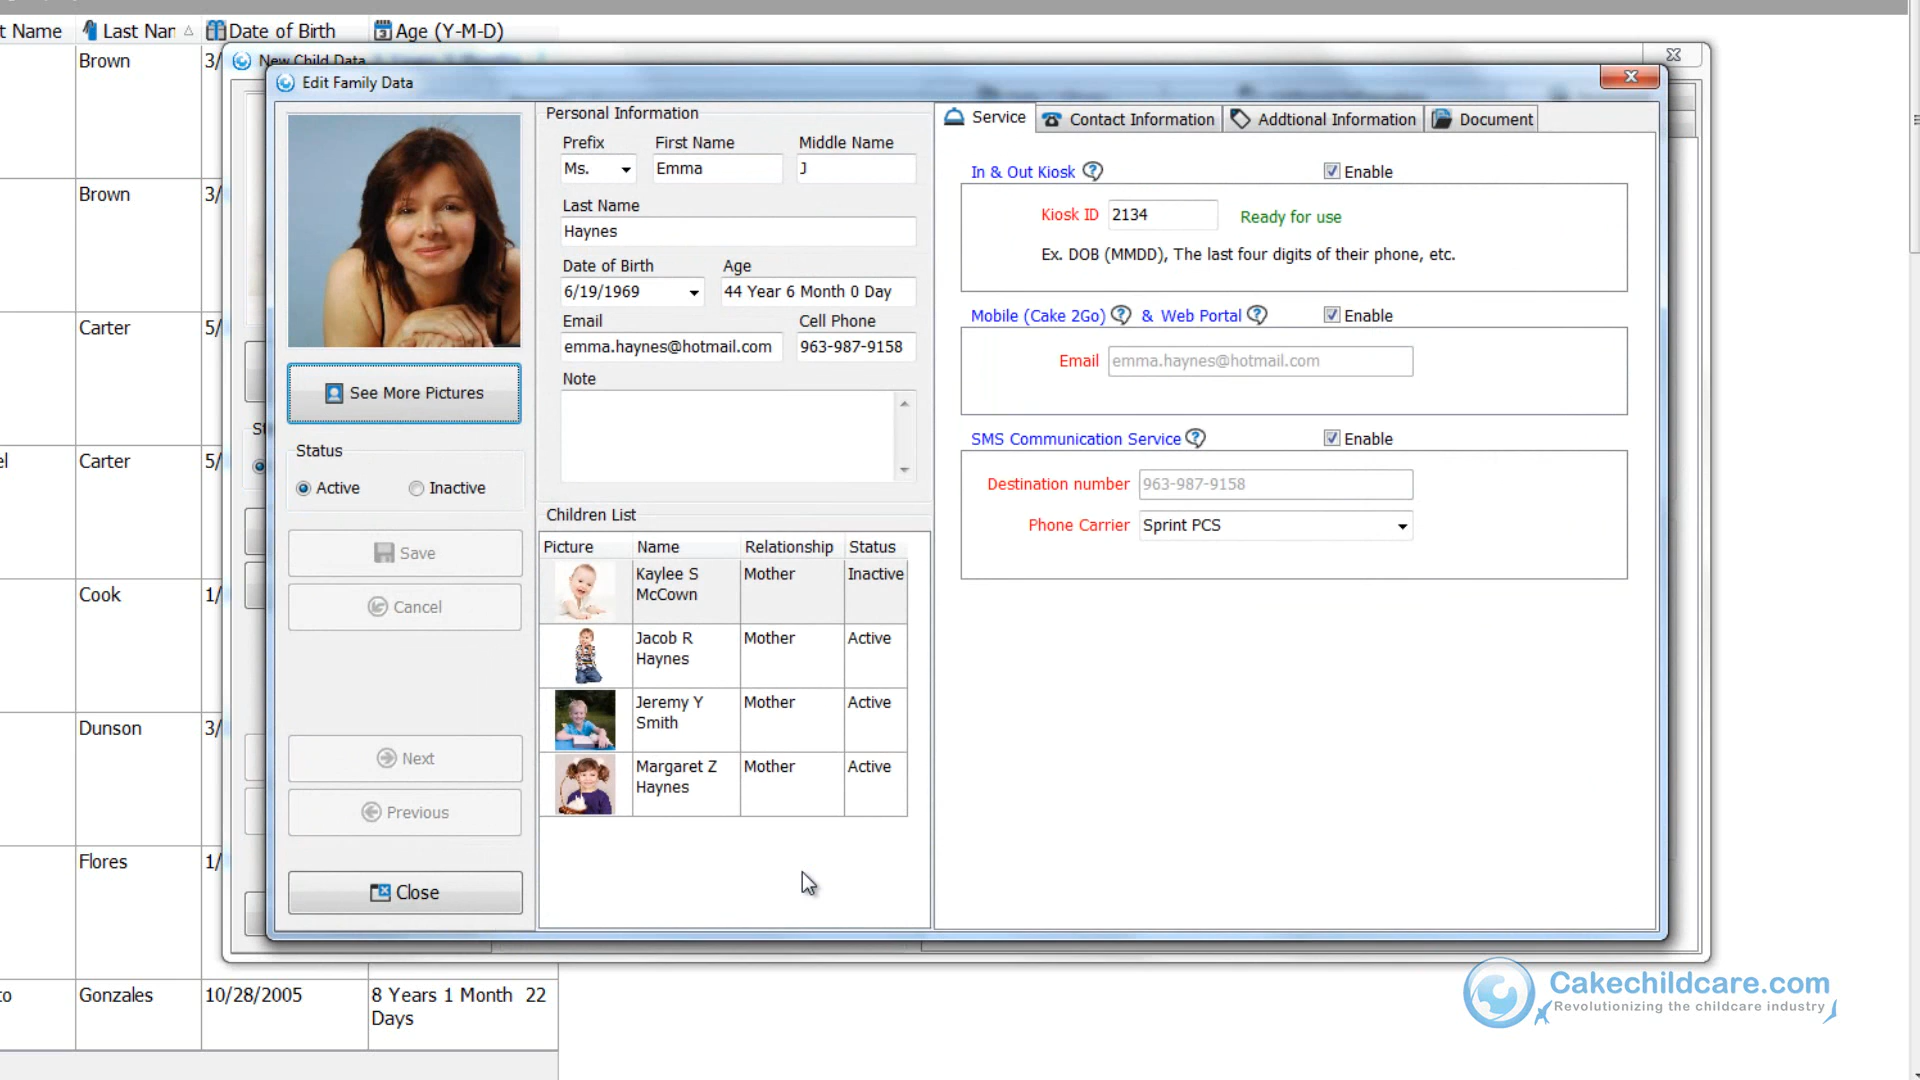 t Name
Last Nar
Date of Birth
Age (Y-M-D)
Brown
3/
New Child Data
Edit Family Data
Personal Information
Service
Contact Information
Addtional Information
Document
Prefix
First Name
Middle Name
Ms.
Emma
J
In & Out Kiosk
Enable
Brown
3/
Last Name
Haynes
Kiosk ID
2134
Ready for use
Ex. DOB (MMDD), The last four digits of their phone, etc.
Date of Birth
Age
6/19/1969
44 Year 6 Month 0 Day
Carter
5/
Email
Cell Phone
emma.haynes@hotmail.com
963-987-9158
Mobile (Cake 2Go)
& Web Portal
Enable
Email
emma.haynes@hotmail.com
See More Pictures
Note
SMS Communication Service
Enable
Status
Active
Inactive
el
Carter
5/
Destination number
963-987-9158
Phone Carrier
Sprint PCS
Children List
Save
Cancel
Picture
Name
Relationship
Status
Kaylee S
McCown
Mother
Inactive
Cook
1/
Jacob R
Haynes
Mother
Active
Jeremy Y
Smith
Mother
Active
Dunson
3/
Next
Margaret Z
Haynes
Mother
Active
Previous
Flores
1/
Close
to
Gonzales
10/28/2005
8 Years 1 Month 22
Days
Cakechildcare.com
Revolutionizing the childcare industry